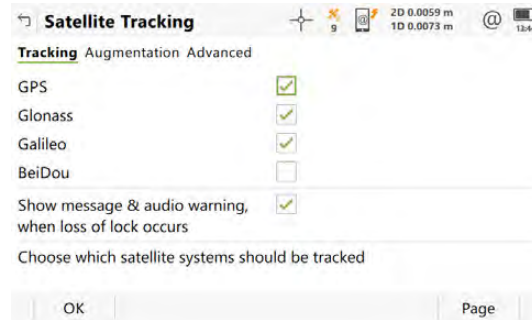 Satellite Tracking
9
@
2D 0.0059 m
1D 0.0073 m
@
Tracking Augmentation Advanced
GPS
Glonass
Galileo
BeiDou
Show message & audio warning,
when loss of lock occurs
Choose which satellite systems should be tracked
OK
Page